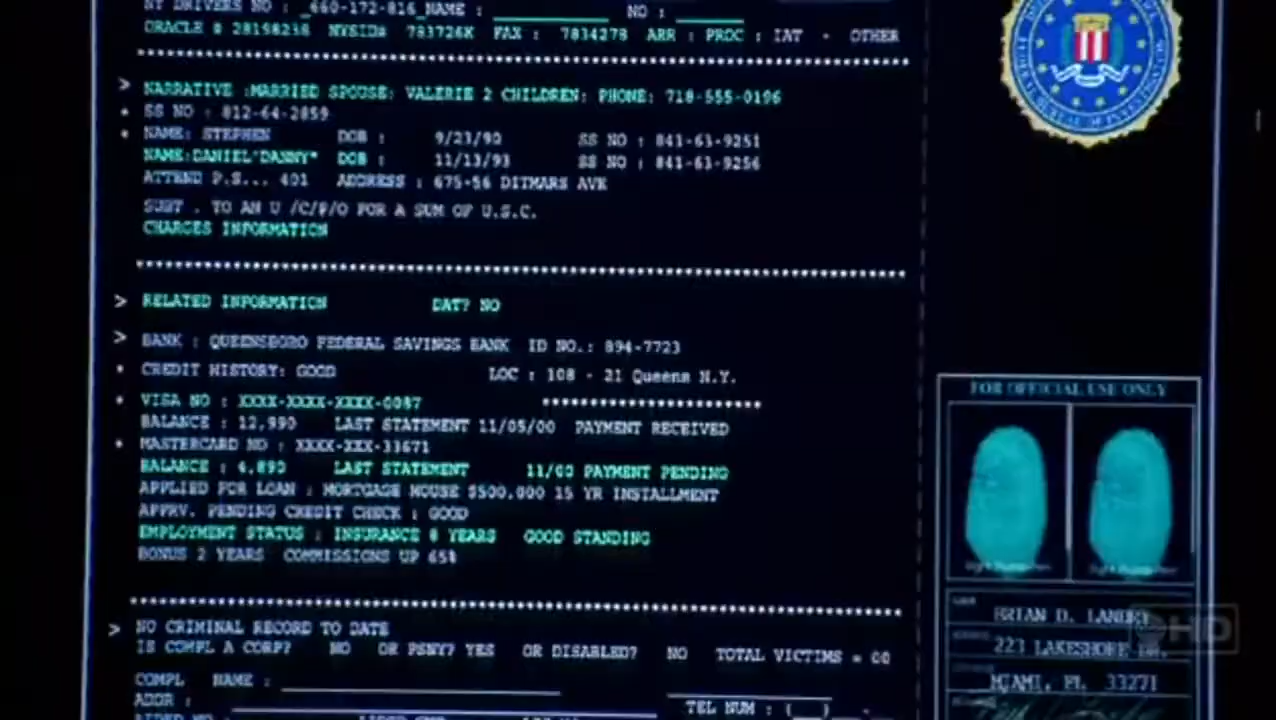 NY DRIVERS NO : _660-172-816_NAME : NO :
ORACLE # 28198236 NYSID# 783726K FAX : 7834278 ARR : PROC : IAT - OTHER
> NARRATIVE :MARRIED SPOUSE: VALERIE 2 CHILDREN: PHONE: 718-555-0196
• SS NO : 812-64-2859
• NAME: STEPHEN DOB : 9/23/90 SS NO : 841-63-9251
NAME:DANIEL"DANNY" DOB : 11/13/93 SS NO : 841-63-9256
ATTEND P.S... 401 ADDRESS : 675-56 DITMARS AVE
SUBT . TO AN U /C/F/O FOR A SUM OF U.S.C.
CHARGES INFORMATION
> RELATED INFORMATION DAT? NO
> BANK : QUEENSBORO FEDERAL SAVINGS BANK ID NO.: 894-7723
• CREDIT HISTORY: GOOD LOC : 108 - 21 Queens N.Y.
• VISA NO : XXXX-XXXX-XXXX-0087
BALANCE : 12,990 LAST STATEMENT 11/05/00 PAYMENT RECEIVED
• MASTERCARD NO : XXXX-XXX-33671
BALANCE : 4,890 LAST STATEMENT 11/00 PAYMENT PENDING
APPLIED FOR LOAN : MORTGAGE HOUSE $500,000 15 YR INSTALLMENT
APPRV. PENDING CREDIT CHECK : GOOD
EMPLOYMENT STATUS : INSURANCE 8 YEARS GOOD STANDING
BONUS 2 YEARS COMMISSIONS UP 65%
> NO CRIMINAL RECORD TO DATE
IS COMPL A CORP? NO OR PSNY? YES OR DISABLED? NO TOTAL VICTIMS = 00
COMPL NAME :
ADDR : TEL NUM : ( ) -
FOR OFFICIAL USE ONLY
BRIAN D. LANDRY
223 LAKESHORE DR.
MIAMI, FL 33271
HD